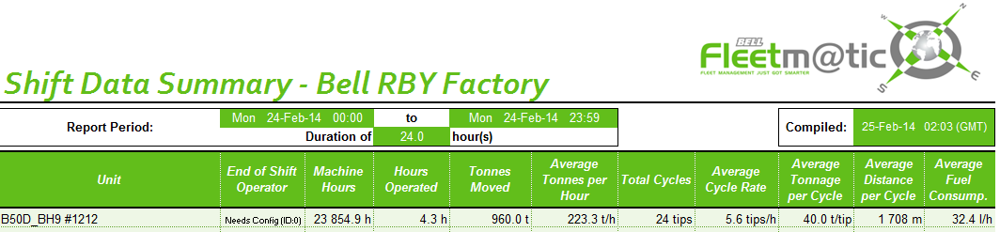 BELL
Fleetm@tic
FLEET MANAGEMENT JUST GOT SMARTER
N
W
E
S
Shift Data Summary - Bell RBY Factory
Report Period: Mon 24-Feb-14 00:00 to Mon 24-Feb-14 23:59
Duration of 24.0 hour(s)
Compiled: 25-Feb-14 02:03 (GMT)
Unit
End of Shift
Operator
Machine
Hours
Hours
Operated
Tonnes
Moved
Average
Tonnes per
Hour
Total Cycles
Average
Cycle Rate
Average
Tonnage
per Cycle
Average
Distance
per Cycle
Average
Fuel
Consump.
B50D_BH9 #1212 Needs Config (ID:0) 23 854.9 h 4.3 h 960.0 t 223.3 t/h 24 tips 5.6 tips/h 40.0 t/tip 1 708 m 32.4 l/h